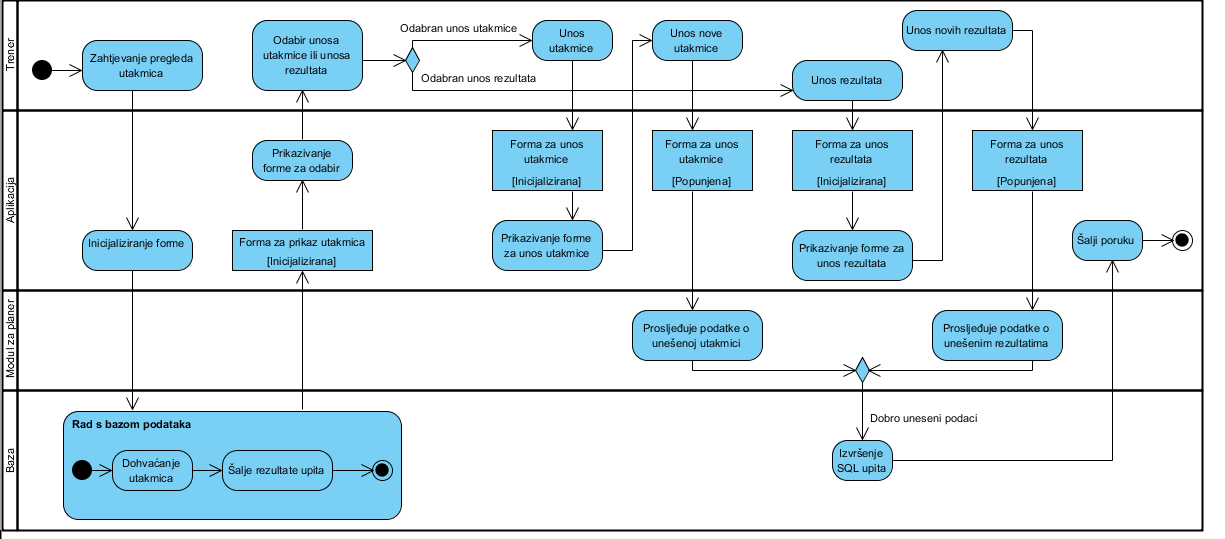 Trener
Zahtjevanje pregleda
utakmica
Odabir unosa
utakmice ili unosa
rezultata
Odabran unos utakmice
Odabran unos rezultata
Unos
utakmice
Unos nove
utakmice
Unos rezultata
Unos novih rezultata
Aplikacija
Inicijaliziranje forme
Prikazivanje
forme za odabir
Forma za prikaz utakmica
[Inicijalizirana]
Forma za unos
utakmice
[Inicijalizirana]
Prikazivanje forme
za unos utakmice
Forma za unos
utakmice
[Popunjena]
Forma za unos
rezultata
[Inicijalizirana]
Prikazivanje forme za
unos rezultata
Forma za unos
rezultata
[Popunjena]
Šalji poruku
Modul za planer
Prosljeđuje podatke o
unešenoj utakmici
Prosljeđuje podatke o
unešenim rezultatima
Baza
Rad s bazom podataka
Dohvaćanje
utakmica
Šalje rezultate upita
Dobro uneseni podaci
Izvršenje
SQL upita